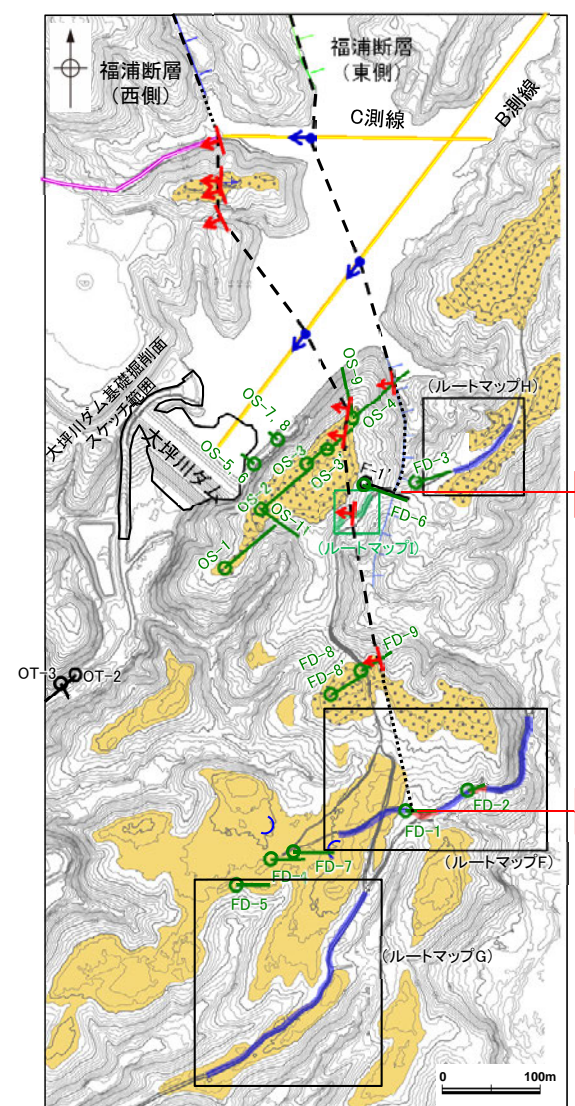 福浦断層
(西側)
福浦断層
(東側)
C測線
B測線
大坪川ダム基礎掘削面
スケッチ範囲
大坪川ダム
OS-9
OS-4
OS-7, 8
OS-5, 6
OS-3
OS-3'
OS-2
OS-1'
OS-1
F-1'
FD-3
FD-6
(ルートマップH)
(ルートマップI)
OT-3
OT-2
FD-9
FD-8
FD-8'
FD-2
FD-1
(ルートマップF)
FD-7
FD-4
FD-5
(ルートマップG)
0 100m